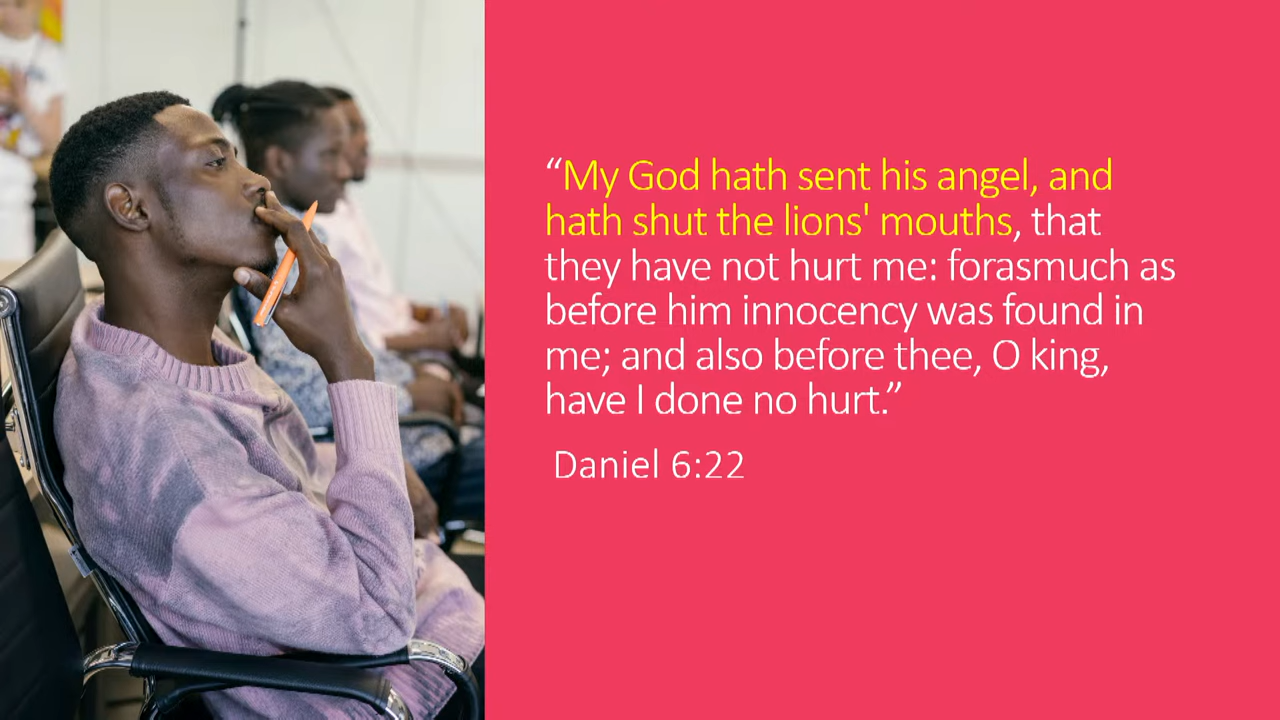 “My God hath sent his angel, and
hath shut the lions' mouths, that
they have not hurt me: forasmuch as
before him innocency was found in
me; and also before thee, O king,
have I done no hurt.”
Daniel 6:22